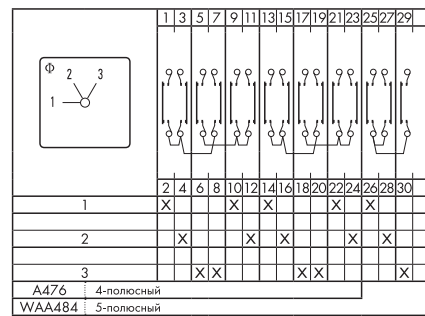 1 3 5 7 9 11 13 15 17 19 21 23 25 27 29
Ф
2 3
1
2 4 6 8 10 12 14 16 18 20 22 24 26 28 30
1 X X X X X
2 X X X X X
3 X X X X X
A476 4-полюсный
WAA484 5-полюсный